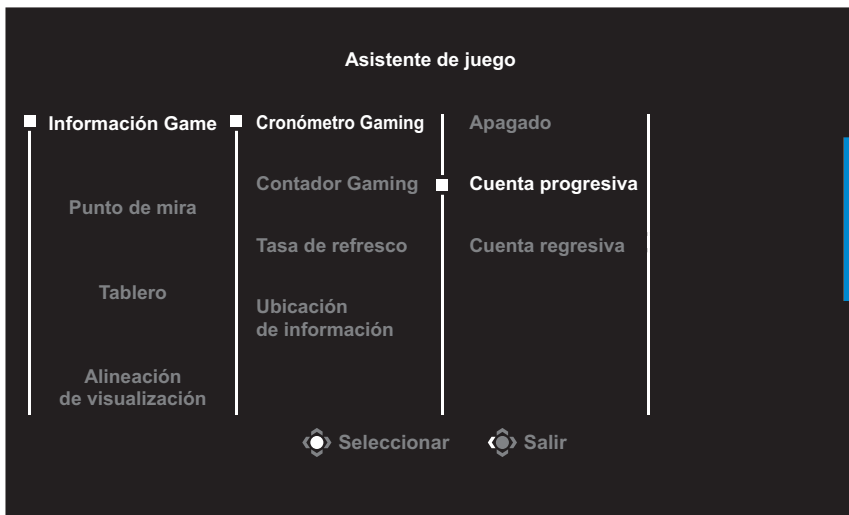 Asistente de juego
Información Game
Punto de mira
Tablero
Alineación
de visualización
Cronómetro Gaming
Contador Gaming
Tasa de refresco
Ubicación
de información
Apagado
Cuenta progresiva
Cuenta regresiva
Seleccionar
Salir